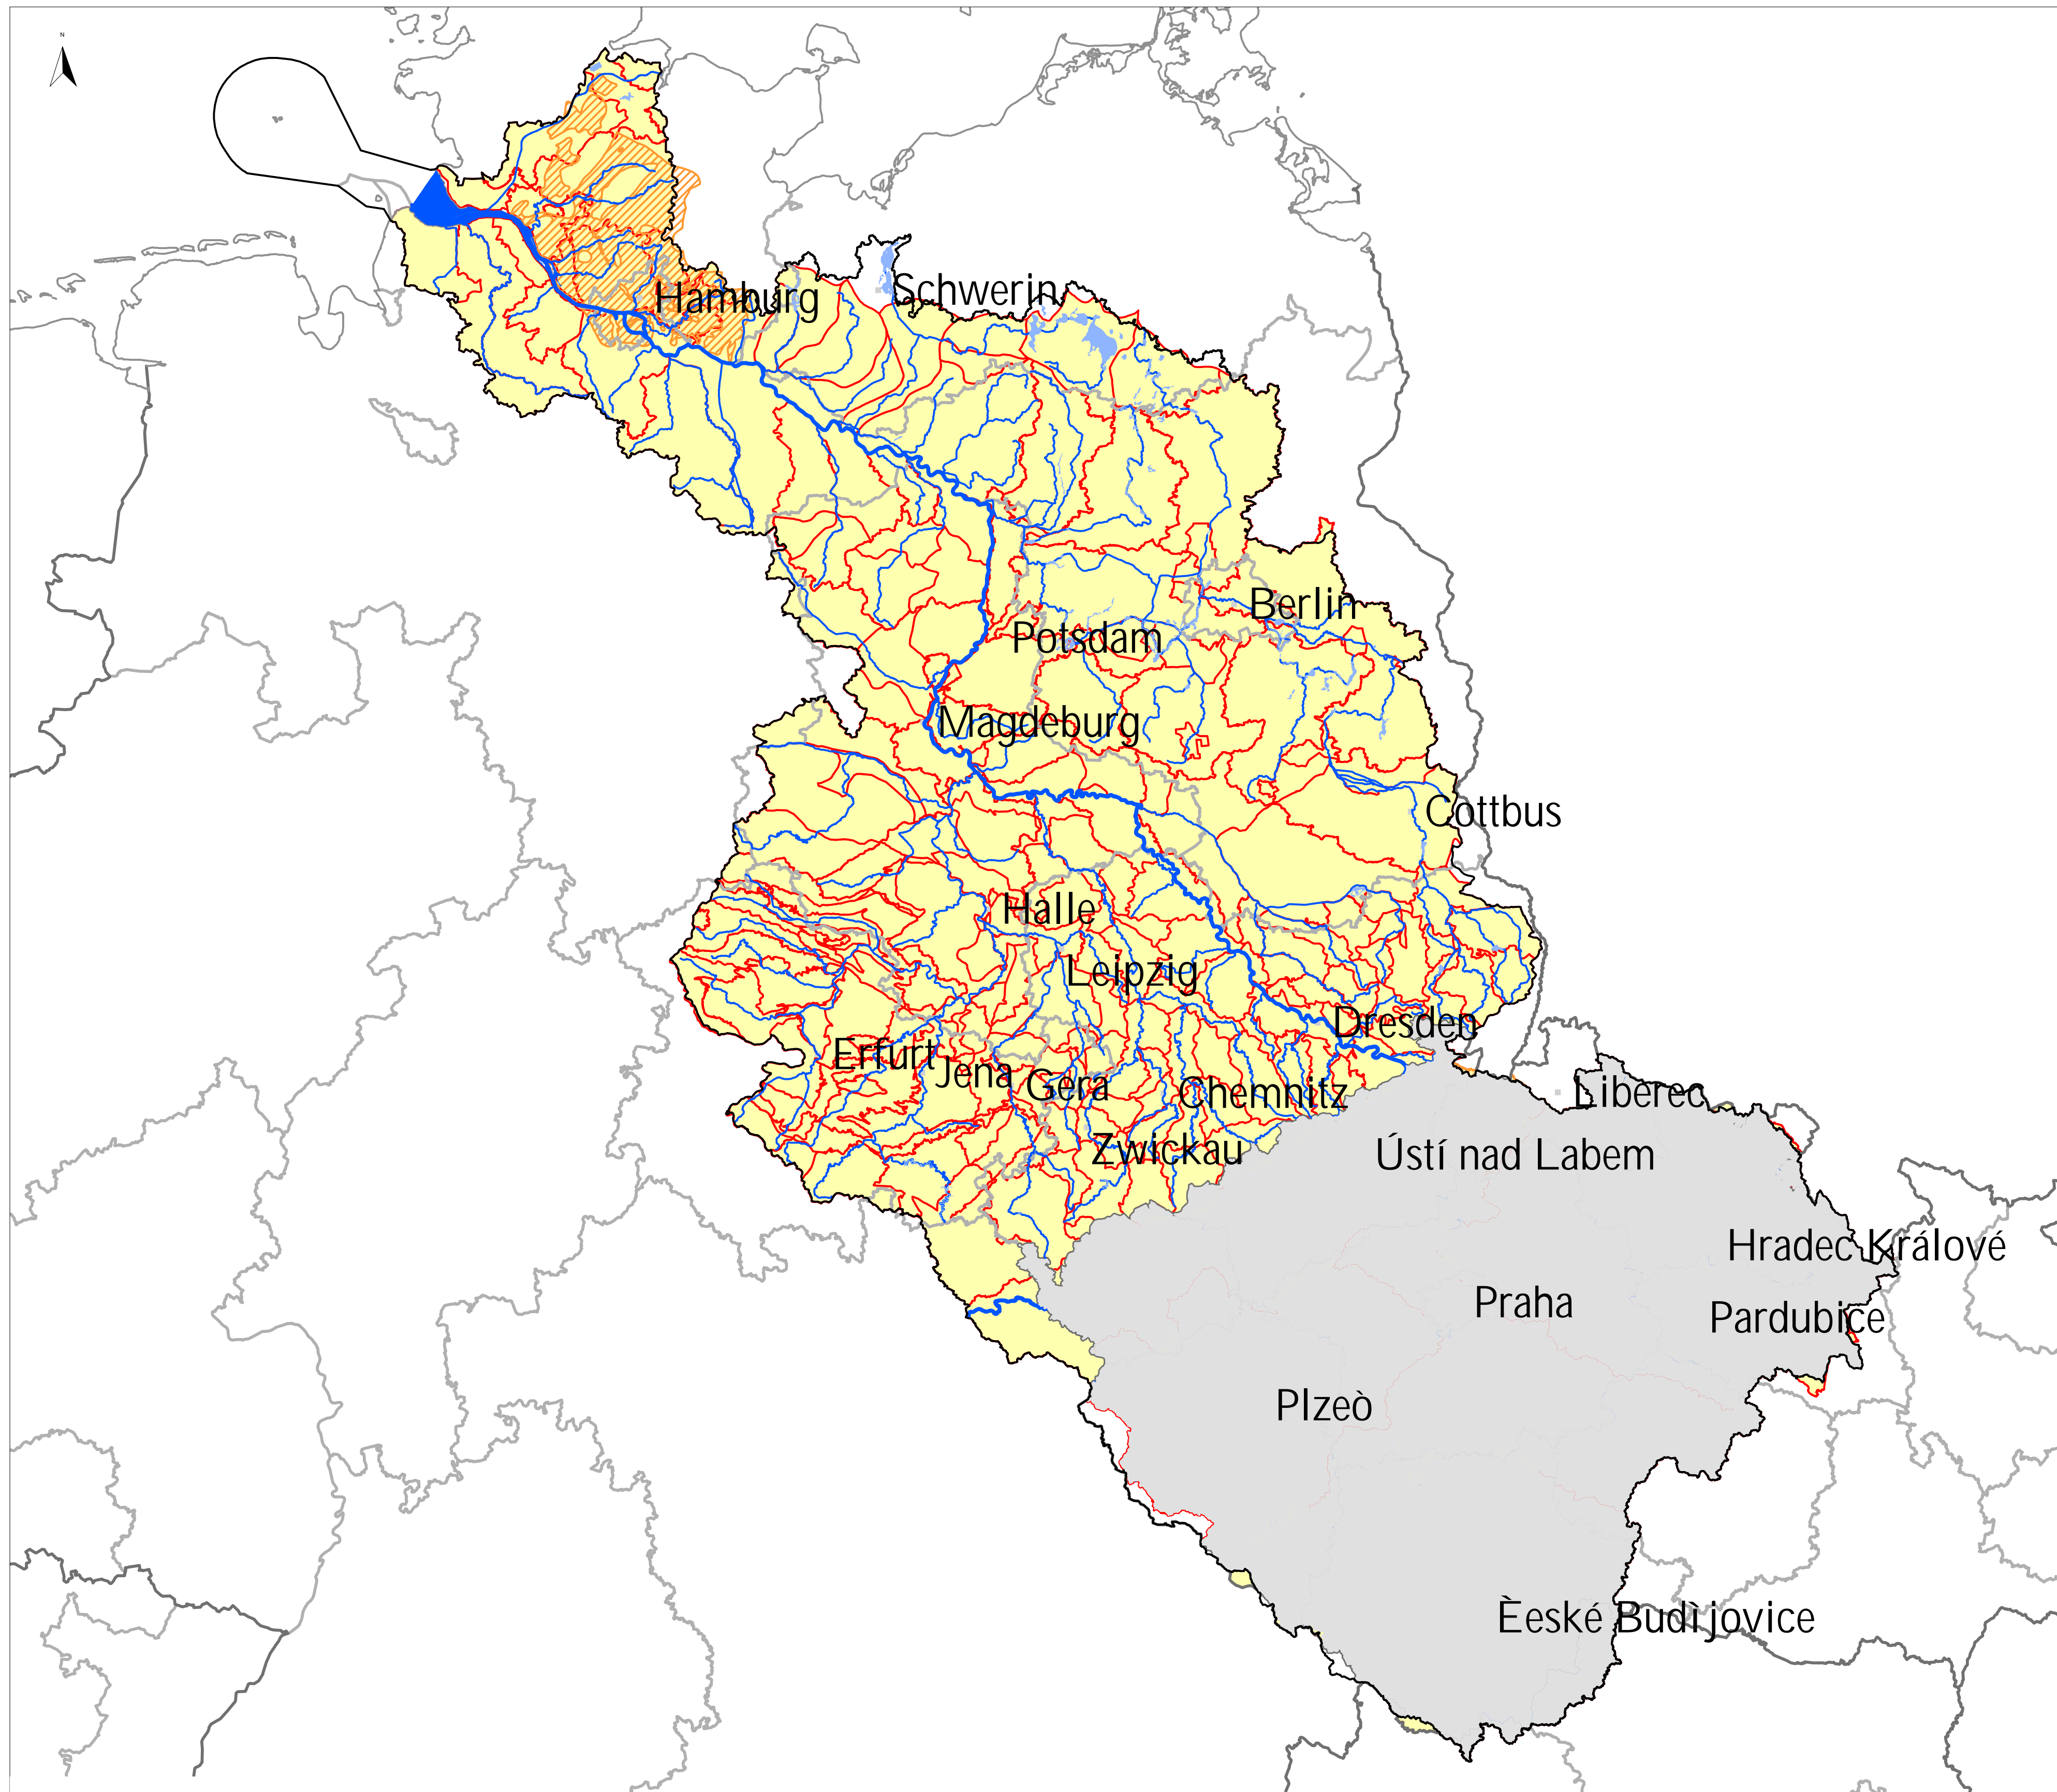 N
Hamburg
Schwerin
Berlin
Potsdam
Magdeburg
Cottbus
Halle
Leipzig
Dresden
Erfurt
Jena
Gera
Chemnitz
Liberec
Zwickau
Ústí nad Labem
Hradec Králové
Praha
Pardubice
Plzeò
Èeské Budìjovice